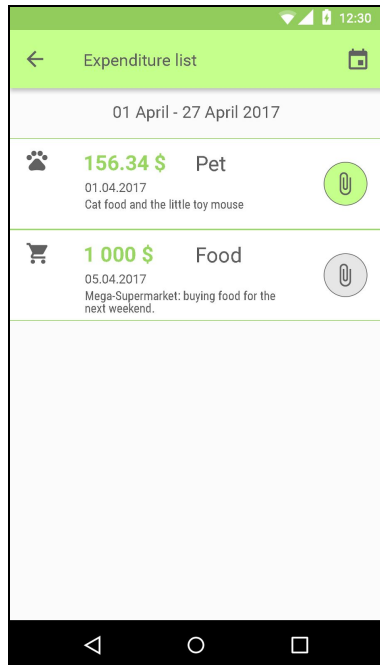 12:30
Expenditure list
01 April - 27 April 2017
156.34 $ Pet
01.04.2017
Cat food and the little toy mouse
1 000 $ Food
05.04.2017
Mega-Supermarket: buying food for the
next weekend.